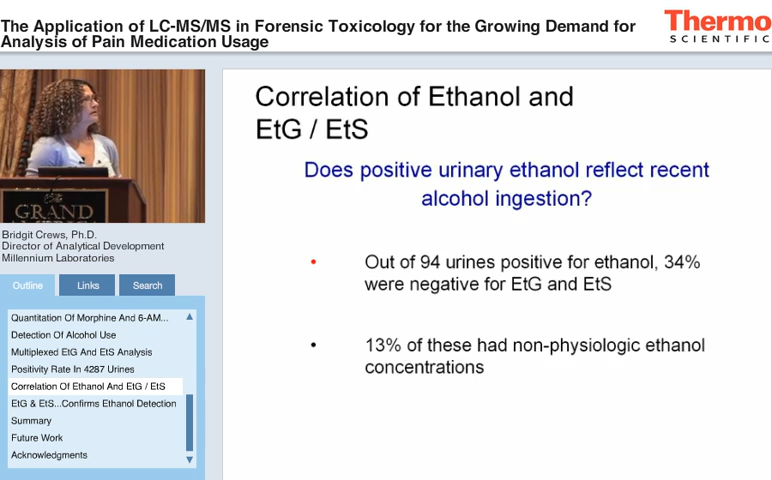 The Application of LC-MS/MS in Forensic Toxicology for the Growing Demand for
Analysis of Pain Medication Usage
Thermo
SCIENTIFIC
GRAND
AMERICA
Bridgit Crews, Ph.D.
Director of Analytical Development
Millennium Laboratories
Outline
Links
Search
Quantitation Of Morphine And 6-AM...
Detection Of Alcohol Use
Multiplexed EtG And EtS Analysis
Positivity Rate In 4287 Urines
Correlation Of Ethanol And EtG / EtS
EtG & EtS...Confirms Ethanol Detection
Summary
Future Work
Acknowledgments
Correlation of Ethanol and
EtG / EtS
Does positive urinary ethanol reflect recent
alcohol ingestion?
• Out of 94 urines positive for ethanol, 34%
were negative for EtG and EtS
• 13% of these had non-physiologic ethanol
concentrations